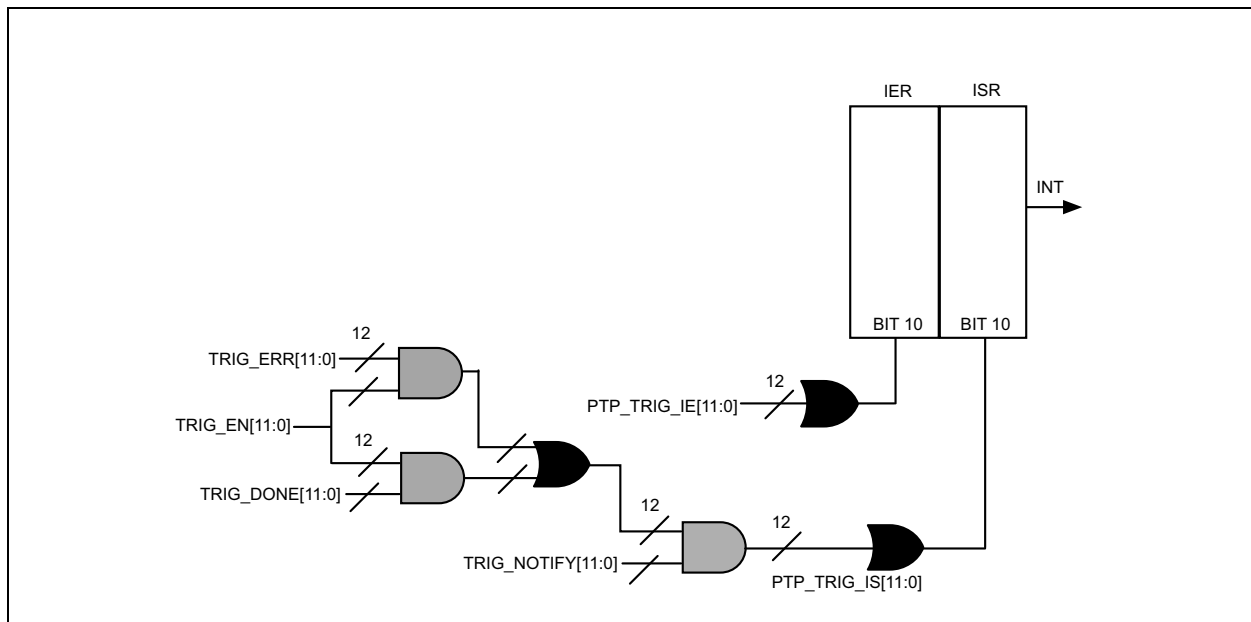 IER
ISR
INT
BIT 10
BIT 10
12
TRIG_ERR[11:0]
12
PTP_TRIG_IE[11:0]
TRIG_EN[11:0]
12
TRIG_DONE[11:0]
12
12
TRIG_NOTIFY[11:0]
PTP_TRIG_IS[11:0]